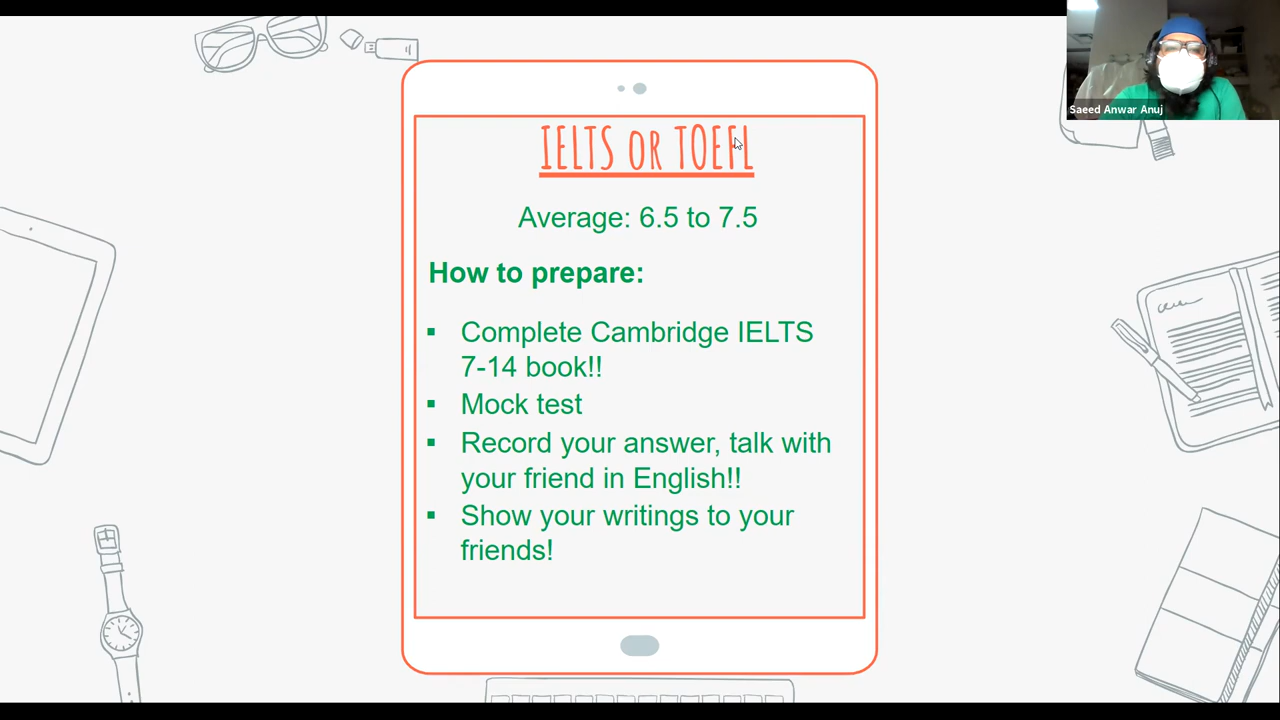 Saeed Anwar Anuj
IELTS OR TOEFL
Average: 6.5 to 7.5
How to prepare:
▪ Complete Cambridge IELTS
7-14 book!!
▪ Mock test
▪ Record your answer, talk with
your friend in English!!
▪ Show your writings to your
friends!